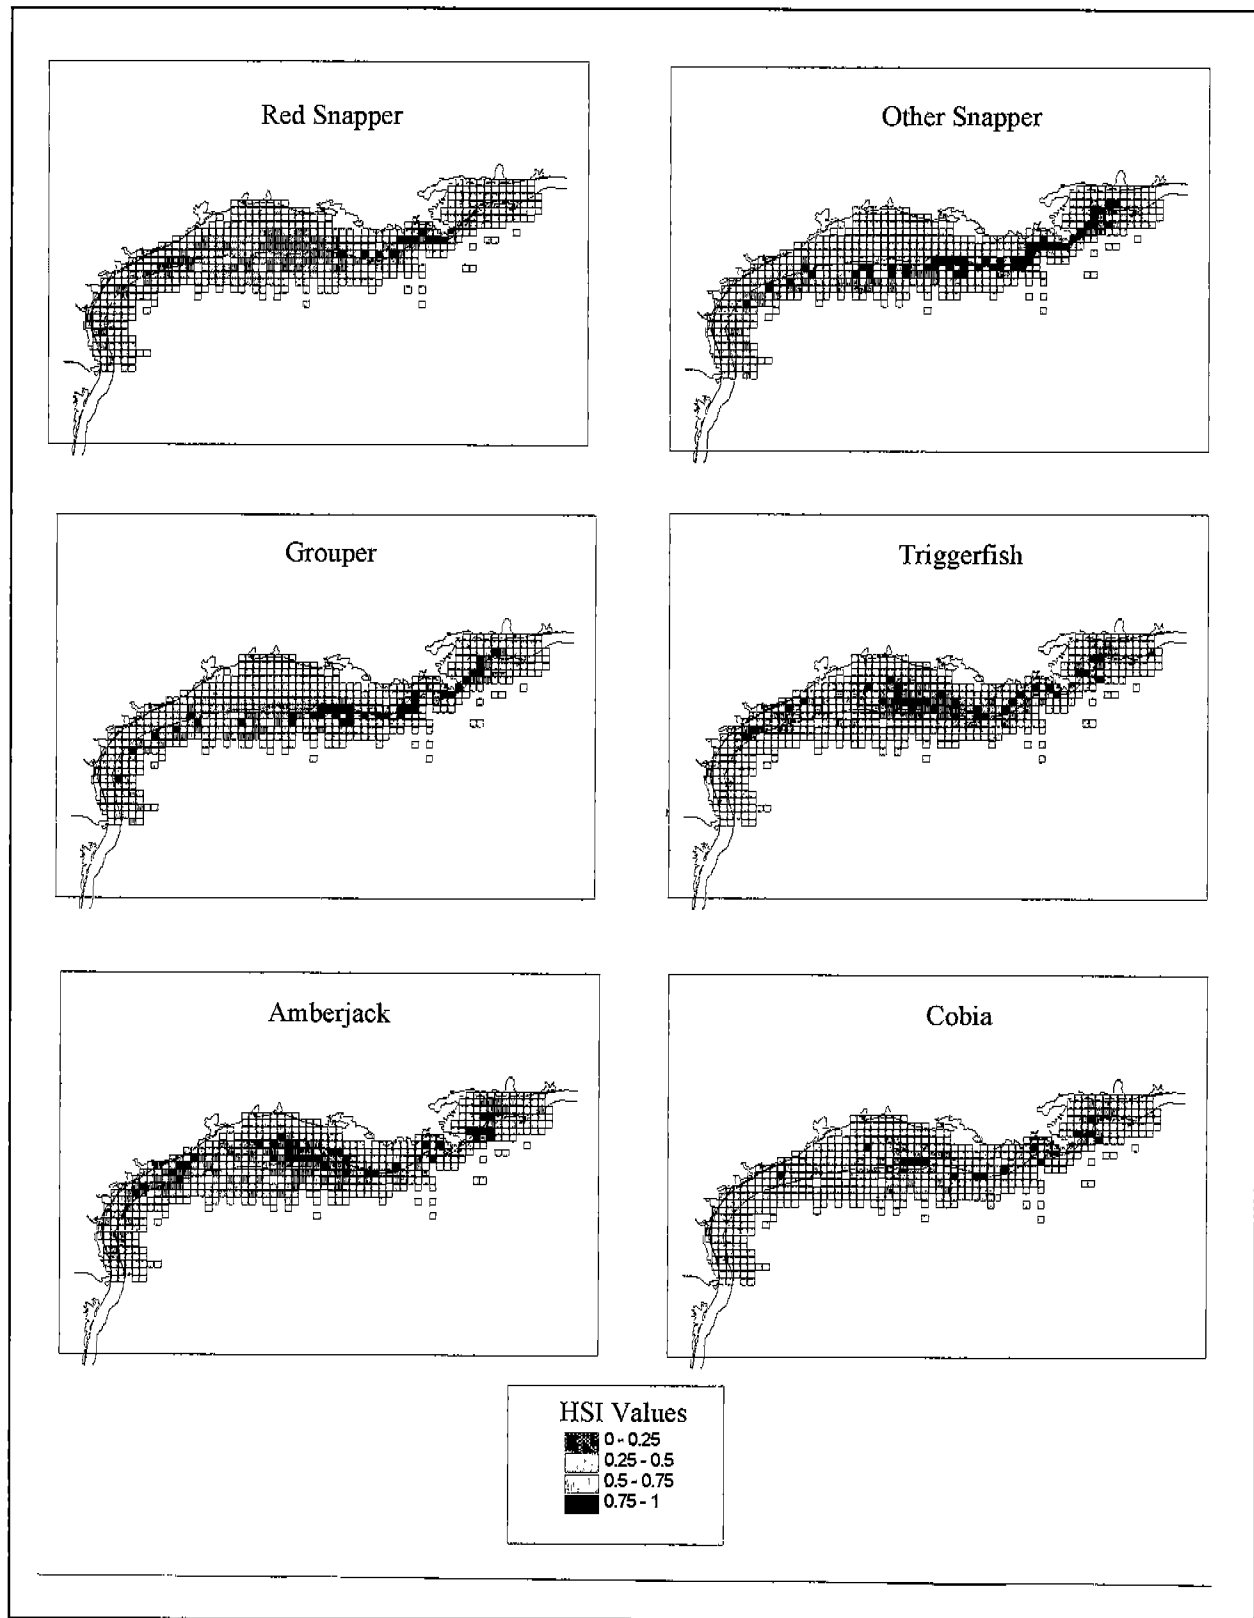 Red Snapper
Other Snapper
Grouper
Triggerfish
Amberjack
Cobia
HSI Values
0 - 0.25
0.25 - 0.5
0.5 - 0.75
0.75 - 1